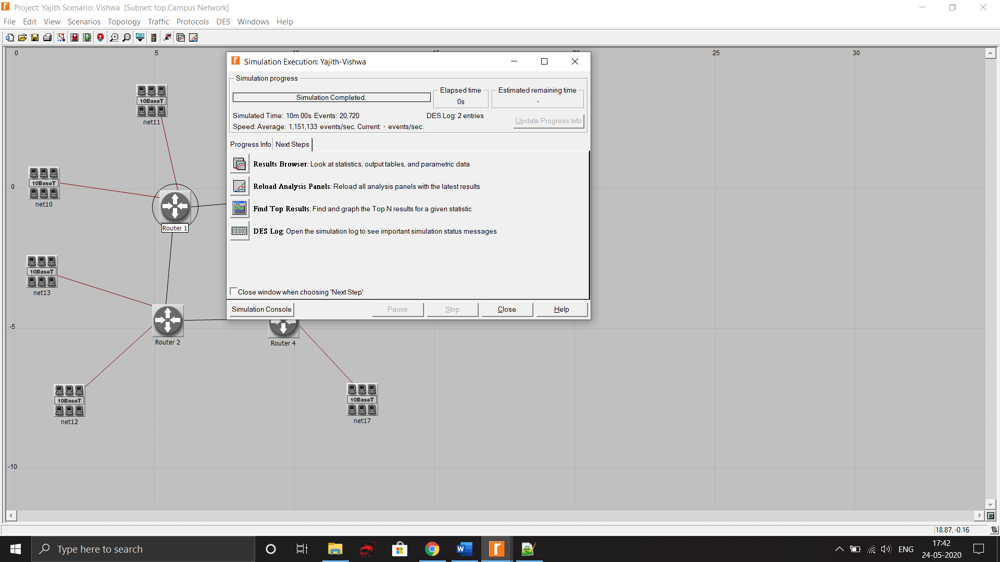 Project: Yajith Scenario: Vishwa [Subnet: top.Campus Network]
File Edit View Scenarios Topology Traffic Protocols DES Windows Help
0 5 25 30
Simulation Execution: Yajith-Vishwa
Simulation progress
Simulation Completed.
Elapsed time
0s
Estimated remaining time
-
Simulated Time: 10m 00s Events: 20,720
DES Log: 2 entries
Update Progress Info
Speed: Average: 1,151,133 events/sec. Current: - events/sec.
Progress Info Next Steps
Results Browser: Look at statistics, output tables, and parametric data
Reload Analysis Panels: Reload all analysis panels with the latest results
Find Top Results: Find and graph the Top N results for a given statistic
DES Log: Open the simulation log to see important simulation status messages
Close window when choosing 'Next Step'
Simulation Console Pause Stop Close Help
10BaseT
net11
0
10BaseT
net10
Router 1
10BaseT
net13
-5
Router 2
Router 4
10BaseT
net12
10BaseT
net17
-10
18.87, -0.16
Type here to search
ENG
17:42
24-05-2020